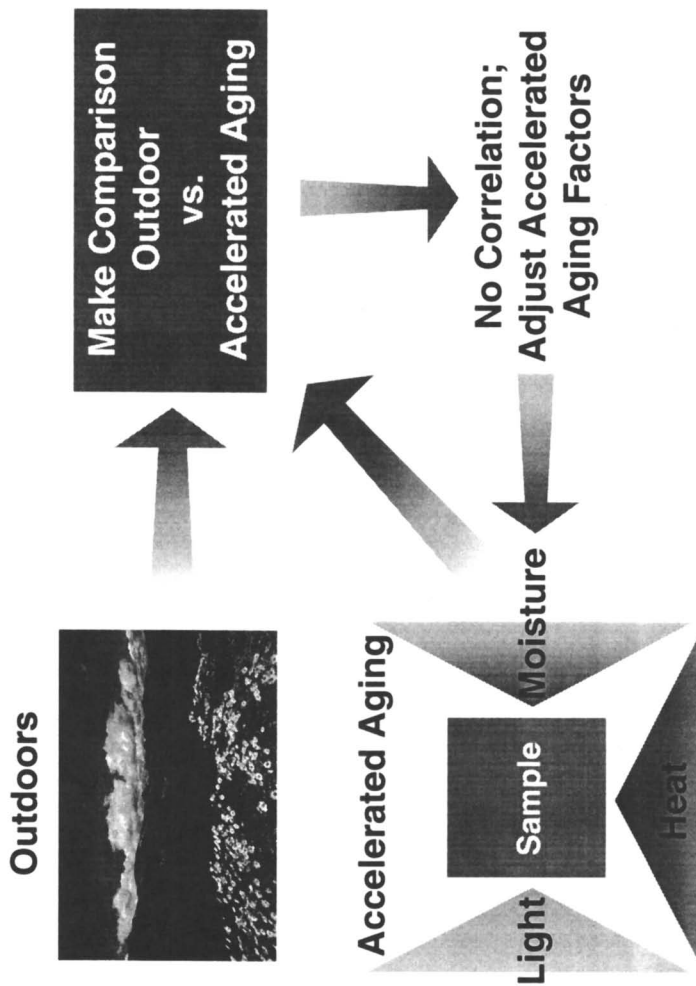 Outdoors
Make Comparison
Outdoor
vs.
Accelerated Aging
Accelerated Aging
Light
Sample
Moisture
Heat
No Correlation;
Adjust Accelerated
Aging Factors